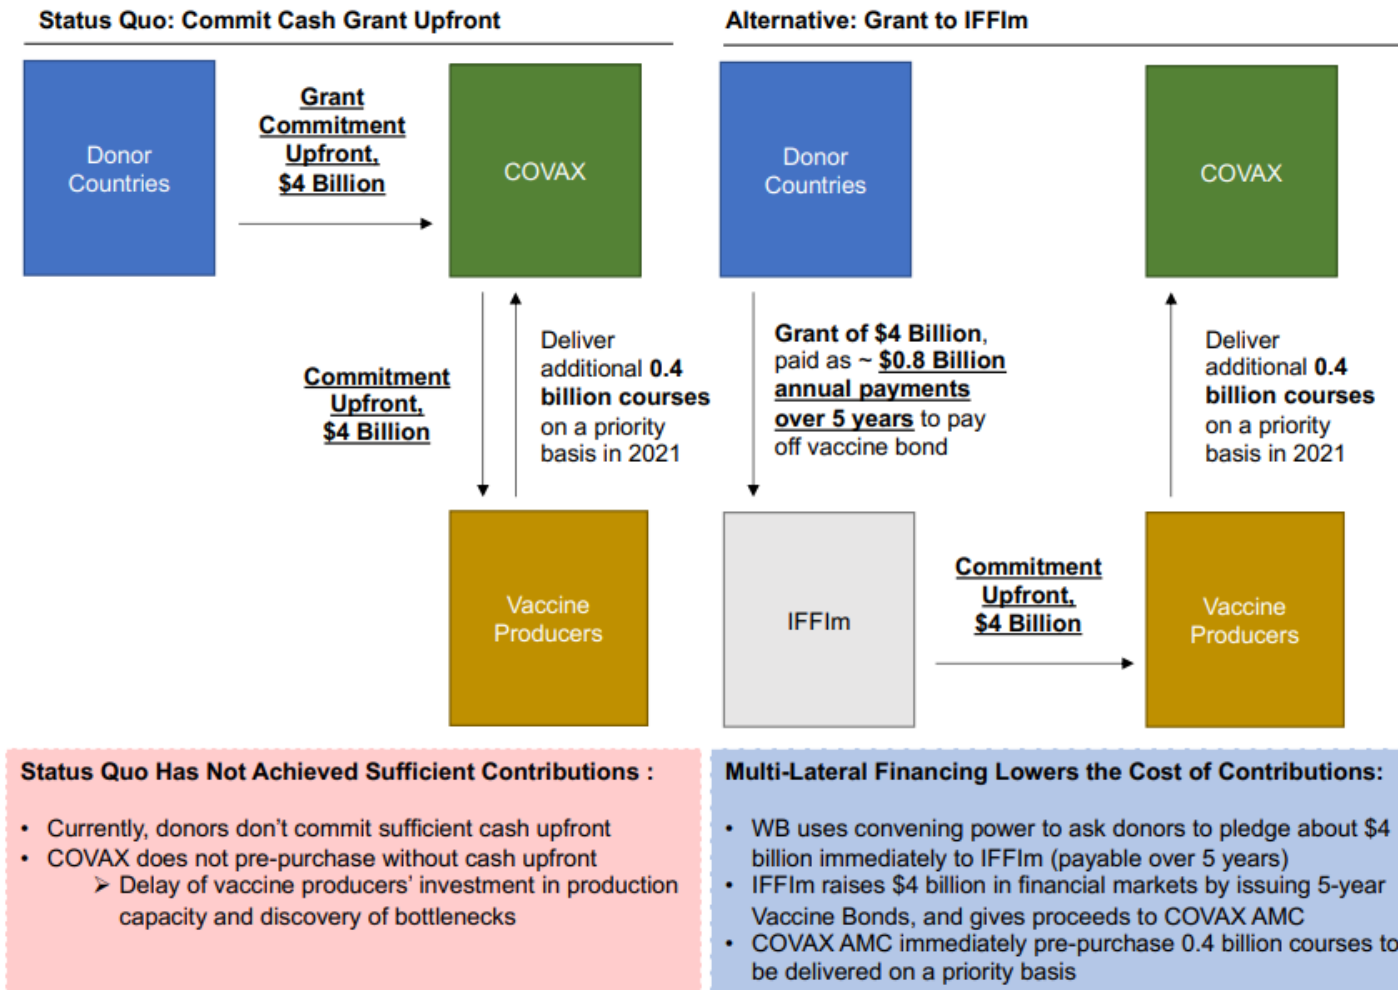 Status Quo: Commit Cash Grant Upfront
Donor
Countries
Grant
Commitment
Upfront,
$4 Billion
COVAX
Commitment
Upfront,
$4 Billion
Deliver
additional 0.4
billion courses
on a priority
basis in 2021
Vaccine
Producers
Status Quo Has Not Achieved Sufficient Contributions :
• Currently, donors don't commit sufficient cash upfront
• COVAX does not pre-purchase without cash upfront
➢ Delay of vaccine producers' investment in production
capacity and discovery of bottlenecks
Alternative: Grant to IFFIm
Donor
Countries
COVAX
Grant of $4 Billion,
paid as ~ $0.8 Billion
annual payments
over 5 years to pay
off vaccine bond
Deliver
additional 0.4
billion courses
on a priority
basis in 2021
IFFIm
Commitment
Upfront,
$4 Billion
Vaccine
Producers
Multi-Lateral Financing Lowers the Cost of Contributions:
• WB uses convening power to ask donors to pledge about $4
billion immediately to IFFIm (payable over 5 years)
• IFFIm raises $4 billion in financial markets by issuing 5-year
Vaccine Bonds, and gives proceeds to COVAX AMC
• COVAX AMC immediately pre-purchase 0.4 billion courses to
be delivered on a priority basis